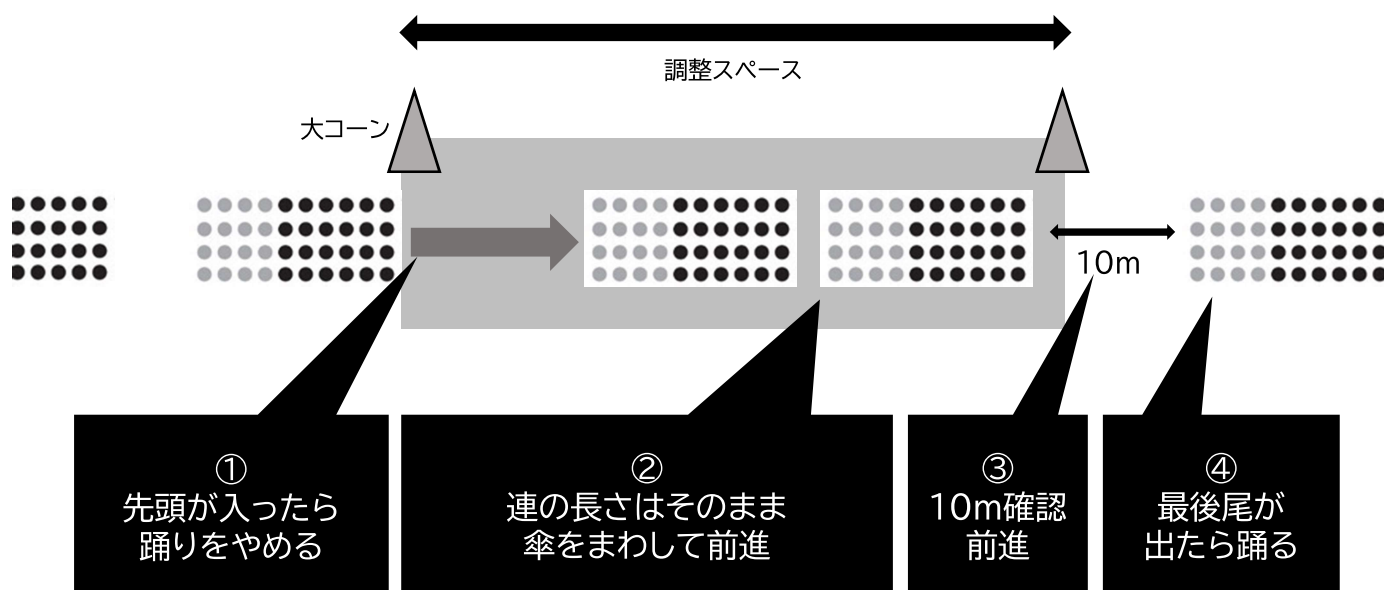 調整スペース
大コーン
10m
①
先頭が入ったら
踊りをやめる
②
連の長さはそのまま
傘をまわして前進
③
10m確認
前進
④
最後尾が
出たら踊る